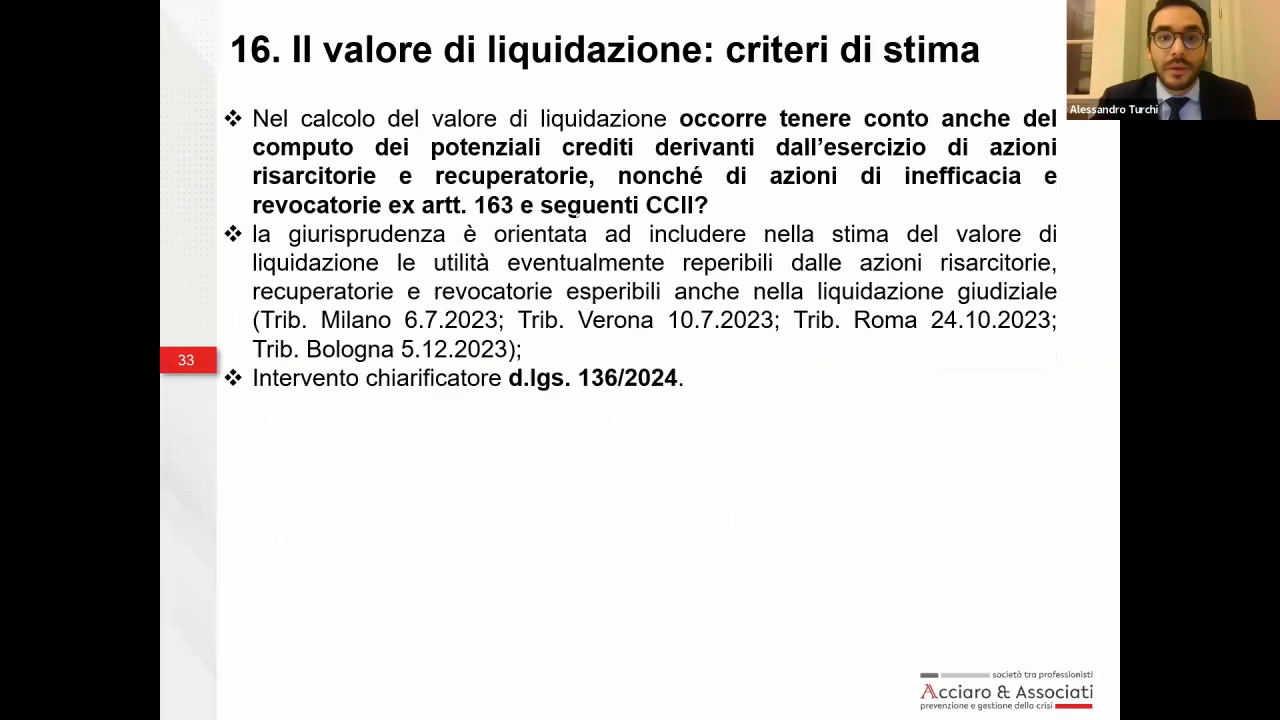 16. Il valore di liquidazione: criteri di stima
Alessandro Turchi
❖ Nel calcolo del valore di liquidazione occorre tenere conto anche del
computo dei potenziali crediti derivanti dall’esercizio di azioni
risarcitorie e recuperatorie, nonché di azioni di inefficacia e
revocatorie ex artt. 163 e seguenti CCII?
❖ la giurisprudenza è orientata ad includere nella stima del valore di
liquidazione le utilità eventualmente reperibili dalle azioni risarcitorie,
recuperatorie e revocatorie esperibili anche nella liquidazione giudiziale
(Trib. Milano 6.7.2023; Trib. Verona 10.7.2023; Trib. Roma 24.10.2023;
Trib. Bologna 5.12.2023);
33
❖ Intervento chiarificatore d.lgs. 136/2024.
società tra professionisti
Acciaro & Associati
prevenzione e gestione della crisi